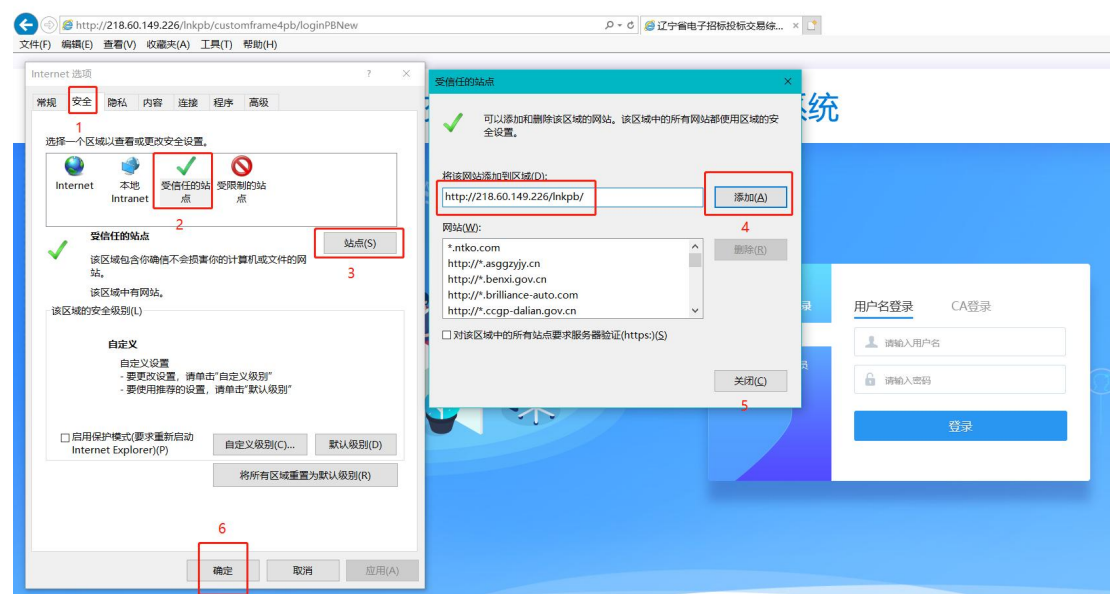 http://218.60.149.226/lnkpb/customframe4pb/loginPBNew
辽宁省电子招标投标交易综...
文件(F) 编辑(E) 查看(V) 收藏夹(A) 工具(T) 帮助(H)
Internet 选项
常规 安全 隐私 内容 连接 程序 高级
1
选择一个区域以查看或更改安全设置。
Internet
本地
Intranet
受信任的站
点
受限制的站
点
2
受信任的站点
站点(S)
3
该区域包含你确信不会损害你的计算机或文件的网
站。
该区域中有网站。
该区域的安全级别(L)
自定义
自定义设置
- 要更改设置，请单击"自定义级别"
- 要使用推荐的设置，请单击"默认级别"
启用保护模式(要求重新启动
Internet Explorer)(P)
自定义级别(C)... 默认级别(D)
将所有区域重置为默认级别(R)
6
确定 取消 应用(A)
受信任的站点
可以添加和删除该区域的网站。该区域中的所有网站都使用区域的安
全设置。
将该网站添加到区域(D):
http://218.60.149.226/lnkpb/
添加(A)
4
网站(W):
*.ntko.com
http://*.asggzyjy.cn
http://*.benxi.gov.cn
http://*.brilliance-auto.com
http://*.ccgp-dalian.gov.cn
删除(R)
对该区域中的所有站点要求服务器验证(https:)(S)
关闭(C)
5
系统
录
员
用户名登录 CA登录
请输入用户名
请输入密码
登录